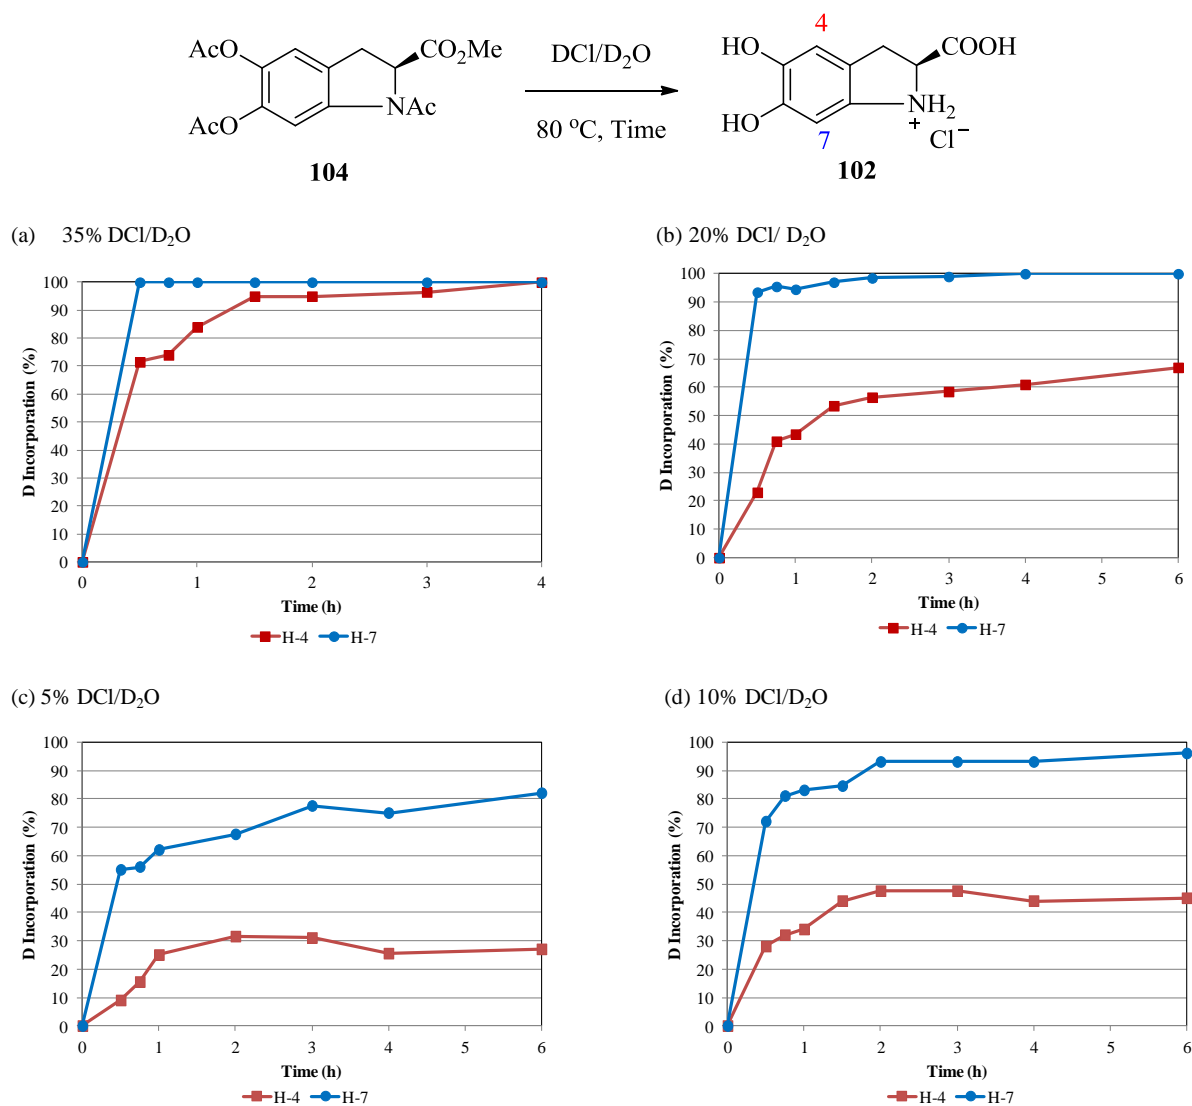 AcO
AcO
CO₂Me
NAc
104
DCl/D₂O
80 °C, Time
4
HO
HO
COOH
NH₂
+
Cl⁻
7
102
(a) 35% DCl/D₂O
100
90
80
70
60
50
40
30
20
10
0
D Incorporation (%)
0 1 2 3 4
Time (h)
H-4 H-7
(b) 20% DCl/ D₂O
100
90
80
70
60
50
40
30
20
10
0
D Incorporation (%)
0 1 2 3 4 5 6
Time (h)
H-4 H-7
(c) 5% DCl/D₂O
100
90
80
70
60
50
40
30
20
10
0
D Incorporation (%)
0 1 2 3 4 5 6
Time (h)
H-4 H-7
(d) 10% DCl/D₂O
100
90
80
70
60
50
40
30
20
10
0
D Incorporation (%)
0 1 2 3 4 5 6
Time (h)
H-4 H-7